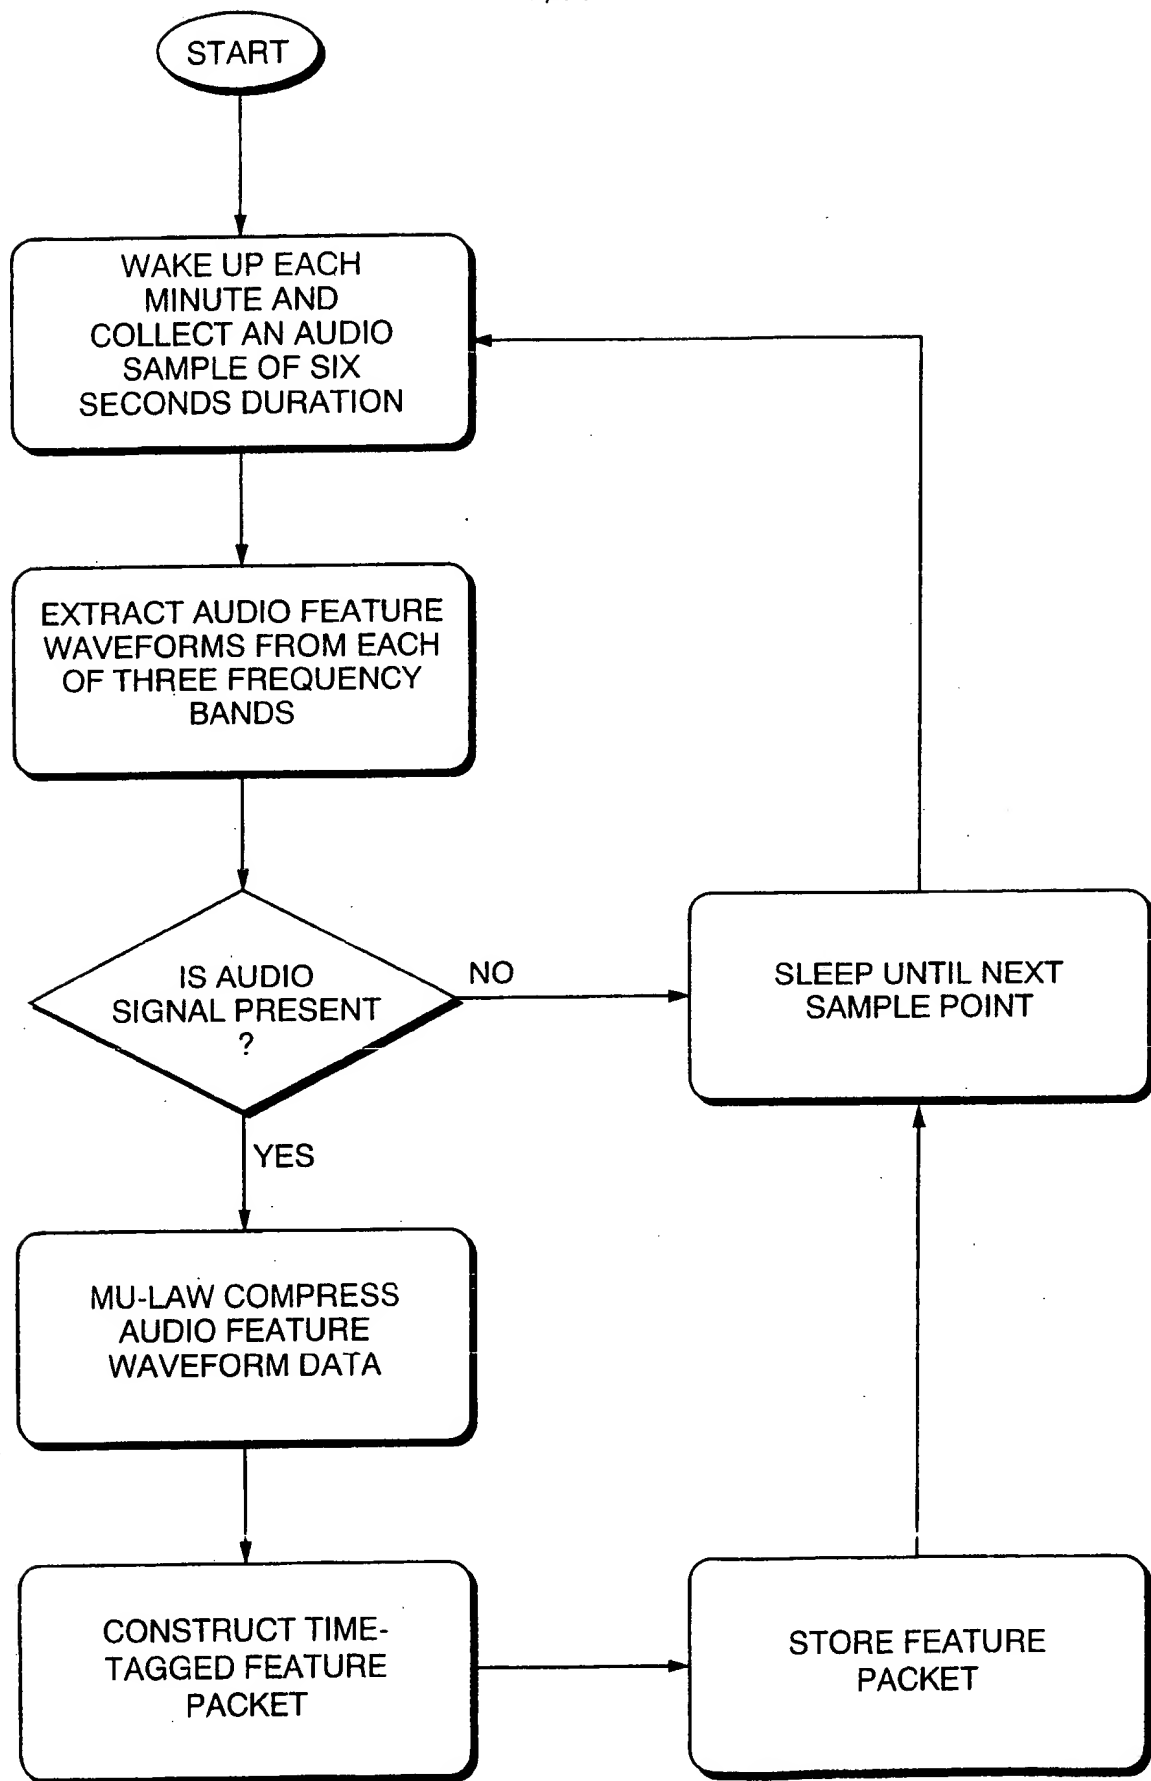 START
WAKE UP EACH
MINUTE AND
COLLECT AN AUDIO
SAMPLE OF SIX
SECONDS DURATION
EXTRACT AUDIO FEATURE
WAVEFORMS FROM EACH
OF THREE FREQUENCY
BANDS
IS AUDIO
SIGNAL PRESENT
?
NO
SLEEP UNTIL NEXT
SAMPLE POINT
YES
MU-LAW COMPRESS
AUDIO FEATURE
WAVEFORM DATA
CONSTRUCT TIME-
TAGGED FEATURE
PACKET
STORE FEATURE
PACKET